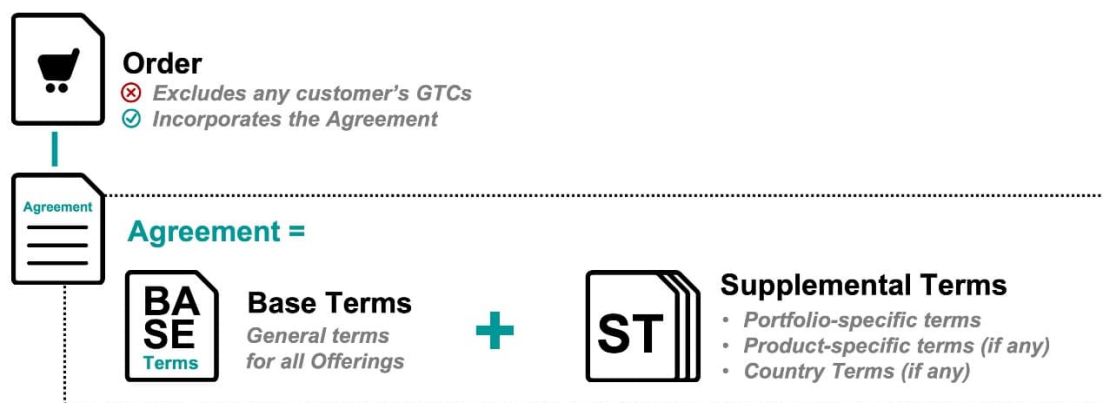 Order
Excludes any customer's GTCs
Incorporates the Agreement
Agreement
Agreement =
BA
SE
Terms
Base Terms
General terms
for all Offerings
+
ST
Supplemental Terms
• Portfolio-specific terms
• Product-specific terms (if any)
• Country Terms (if any)